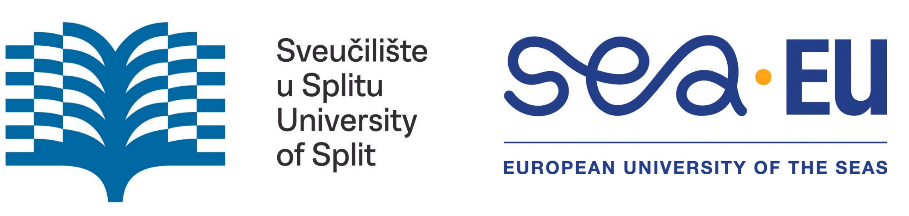 Sveučilište
u Splitu
University
of Split
sea·EU
EUROPEAN UNIVERSITY OF THE SEAS